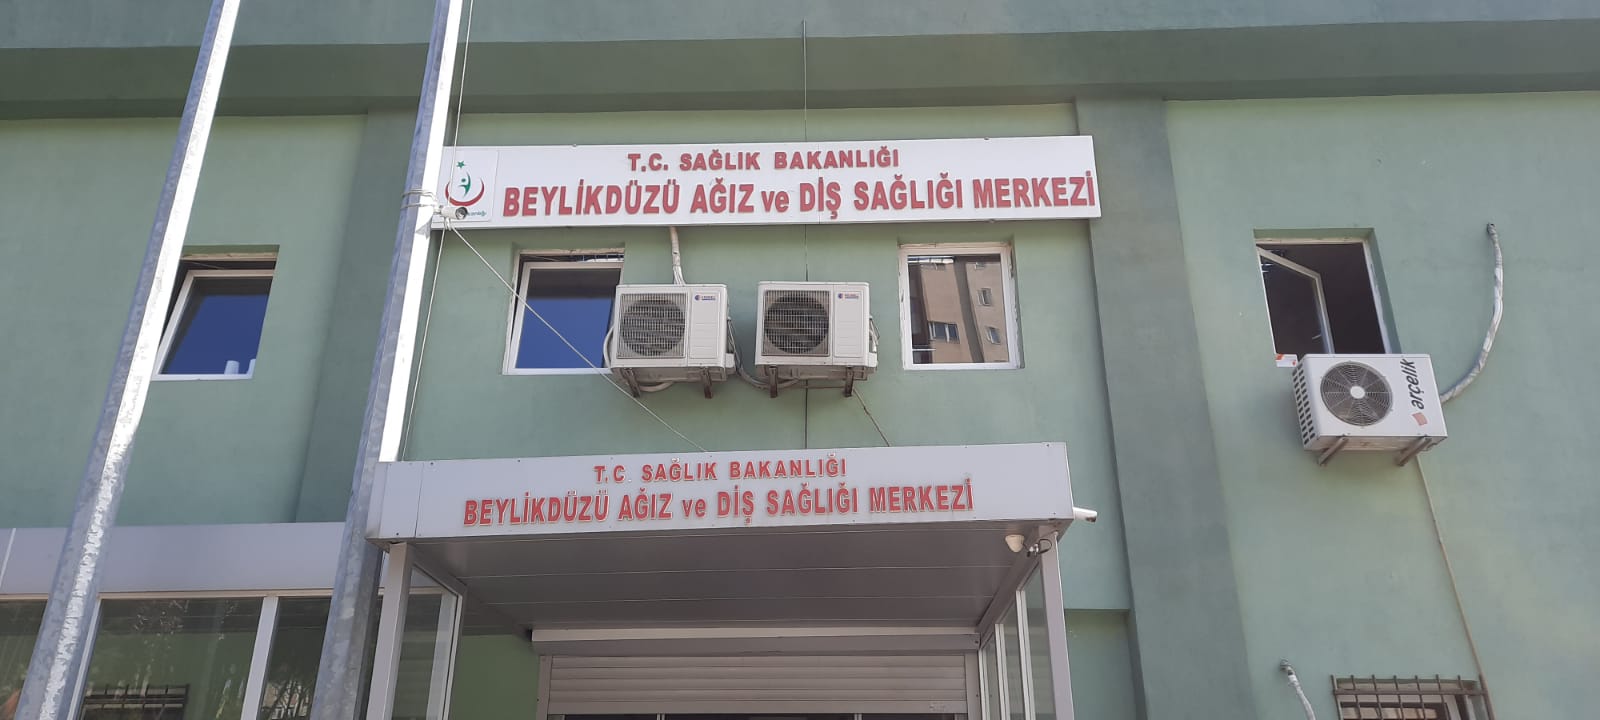 T.C. SAĞLIK BAKANLIĞI
BEYLİKDÜZÜ AĞIZ ve DİŞ SAĞLIĞI MERKEZİ
T.C. SAĞLIK BAKANLIĞI
BEYLİKDÜZÜ AĞIZ ve DİŞ SAĞLIĞI MERKEZİ
arçelik